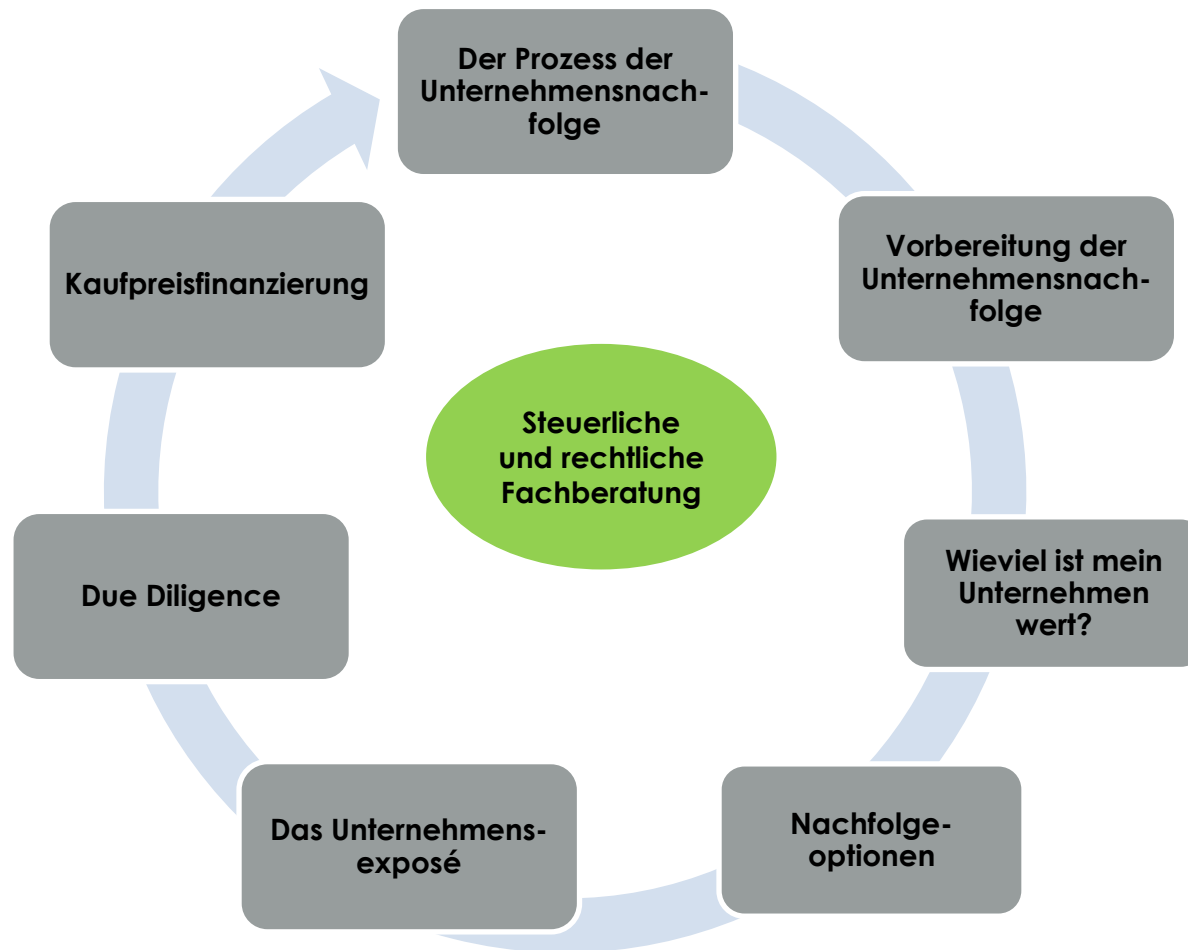 Der Prozess der
Unternehmensnach-
folge
Vorbereitung der
Unternehmensnach-
folge
Wieviel ist mein
Unternehmen
wert?
Nachfolge-
optionen
Das Unternehmens-
exposé
Due Diligence
Kaufpreisfinanzierung
Steuerliche
und rechtliche
Fachberatung